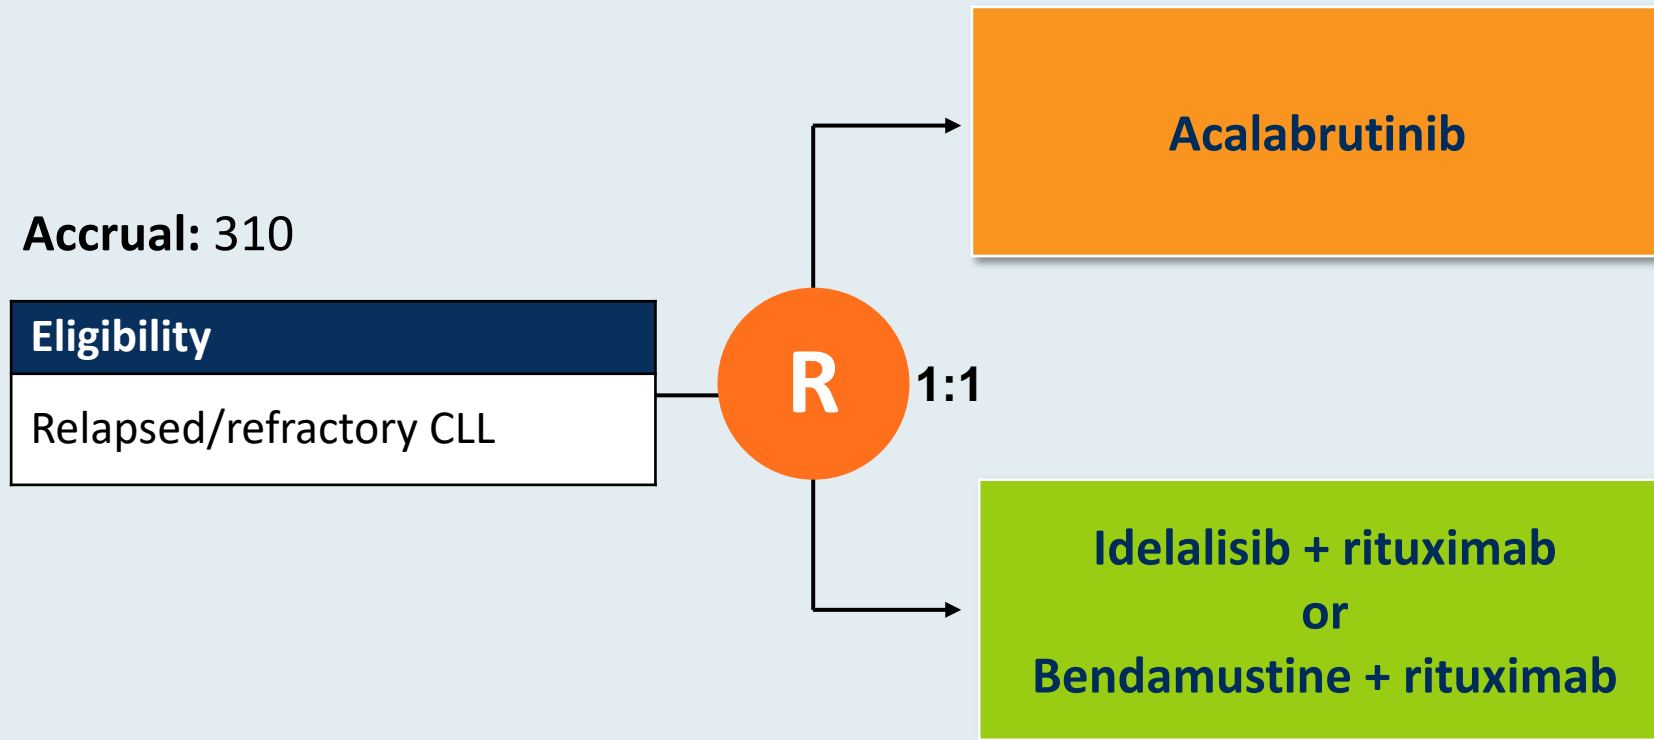 Accrual: 310
Eligibility
Relapsed/refractory CLL
R
1:1
Acalabrutinib
Idelalisib + rituximab
or
Bendamustine + rituximab